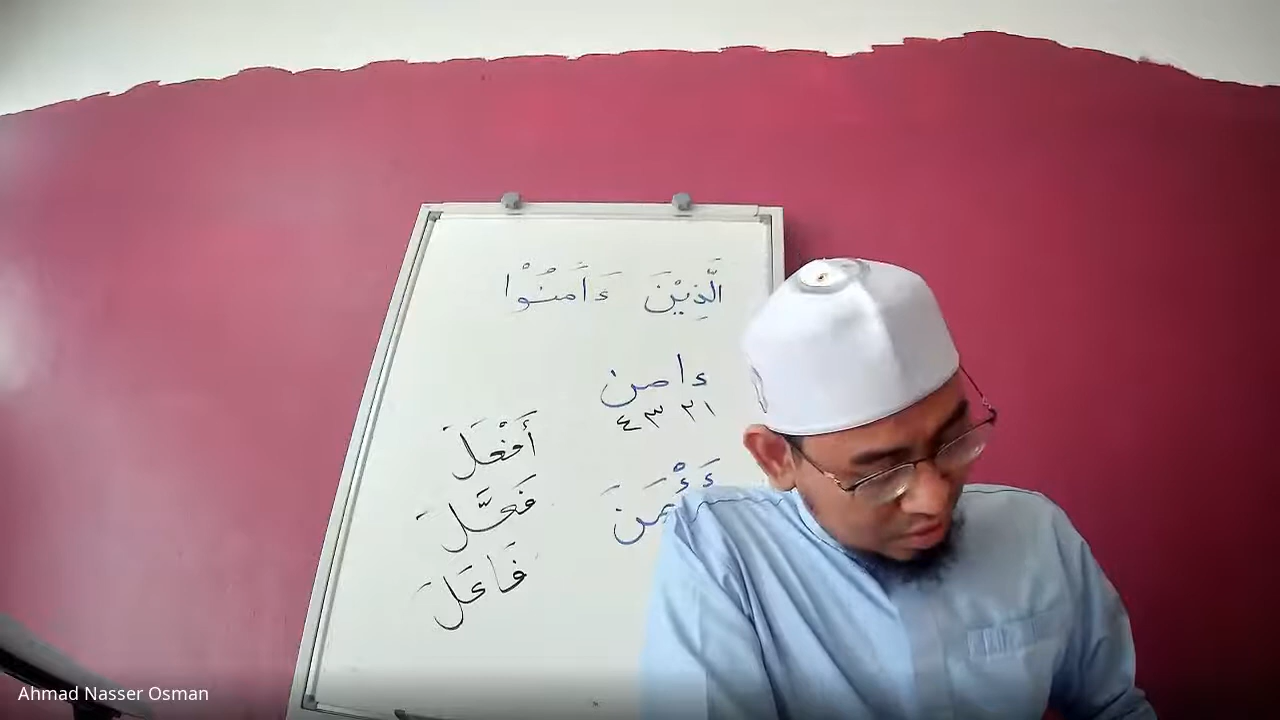 الَّذِيْنَ ءَامَنُوْا
ءامن
١ ٢ ٣ ٤
ءَءْمَنَ
أَفْعَلَ
فَعَّلَ
فَاعَلَ
Ahmad Nasser Osman